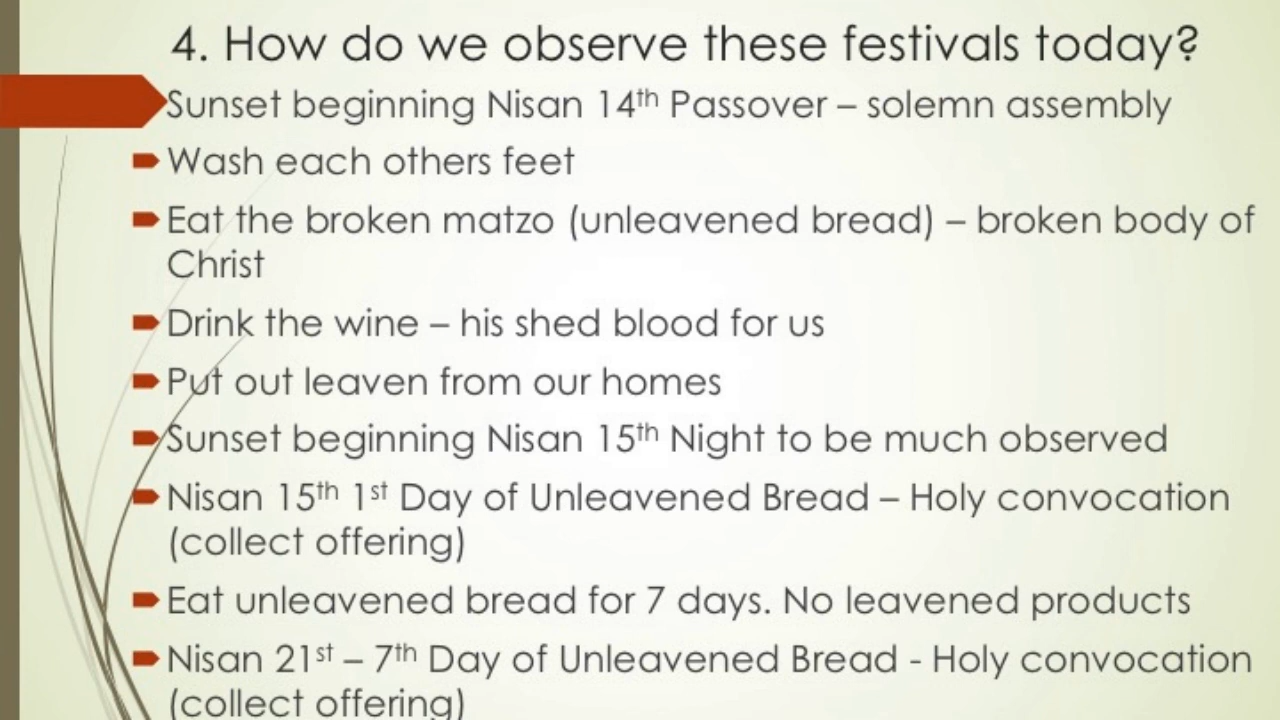 4. How do we observe these festivals today?
Sunset beginning Nisan 14th Passover – solemn assembly
Wash each others feet
Eat the broken matzo (unleavened bread) – broken body of
Christ
Drink the wine – his shed blood for us
Put out leaven from our homes
Sunset beginning Nisan 15th Night to be much observed
Nisan 15th 1st Day of Unleavened Bread – Holy convocation
(collect offering)
Eat unleavened bread for 7 days. No leavened products
Nisan 21st – 7th Day of Unleavened Bread - Holy convocation
(collect offering)